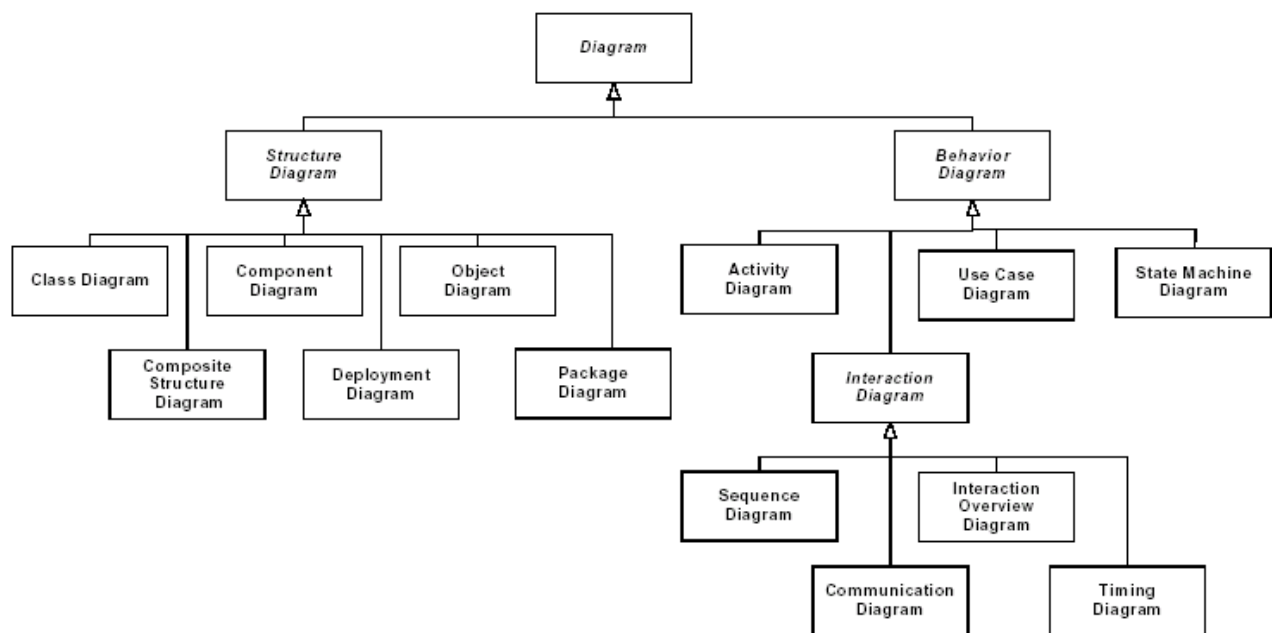 Diagram
Structure
Diagram
Behavior
Diagram
Class Diagram
Component
Diagram
Object
Diagram
Activity
Diagram
Use Case
Diagram
State Machine
Diagram
Composite
Structure
Diagram
Deployment
Diagram
Package
Diagram
Interaction
Diagram
Sequence
Diagram
Interaction
Overview
Diagram
Communication
Diagram
Timing
Diagram